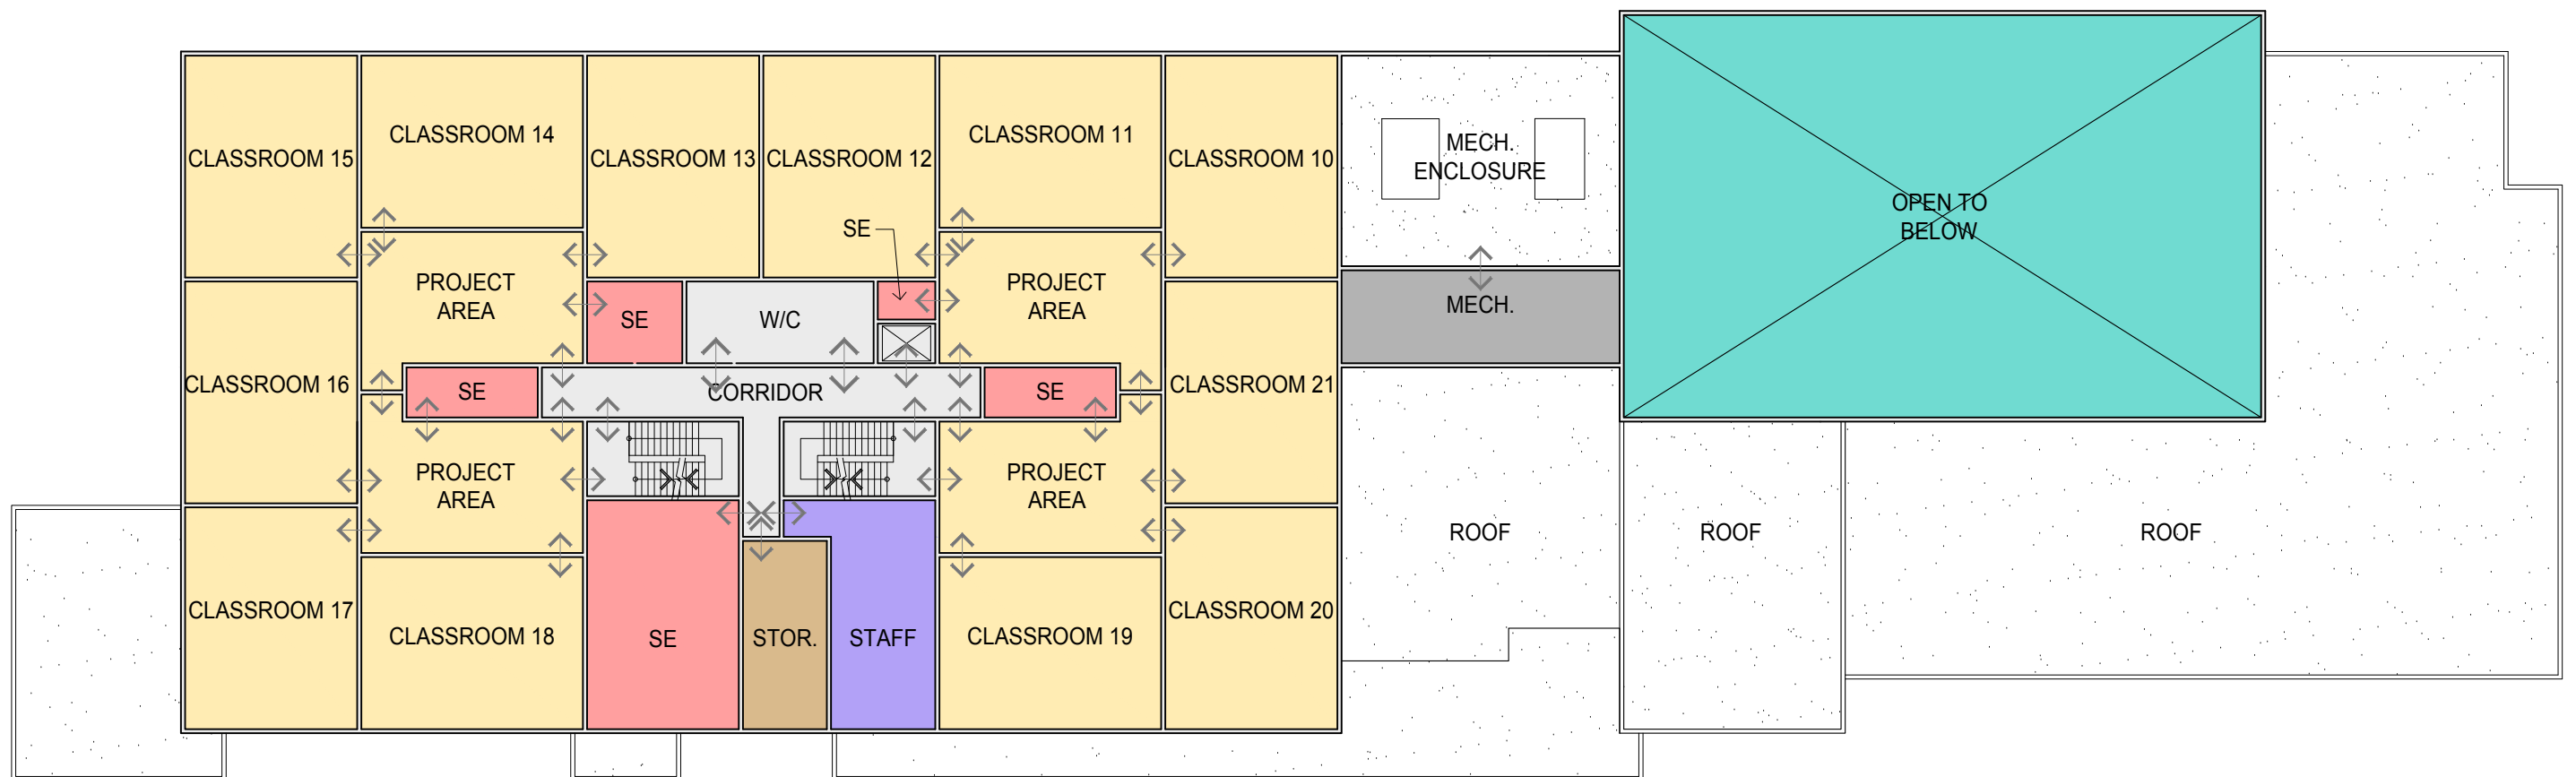 CLASSROOM 15
CLASSROOM 14
CLASSROOM 13
CLASSROOM 12
CLASSROOM 11
CLASSROOM 10
MECH.
ENCLOSURE
OPEN TO
BELOW
SE
PROJECT
AREA
SE
W/C
PROJECT
AREA
MECH.
CLASSROOM 16
SE
CORRIDOR
SE
CLASSROOM 21
PROJECT
AREA
PROJECT
AREA
ROOF
ROOF
ROOF
CLASSROOM 17
CLASSROOM 18
SE
STOR.
STAFF
CLASSROOM 19
CLASSROOM 20